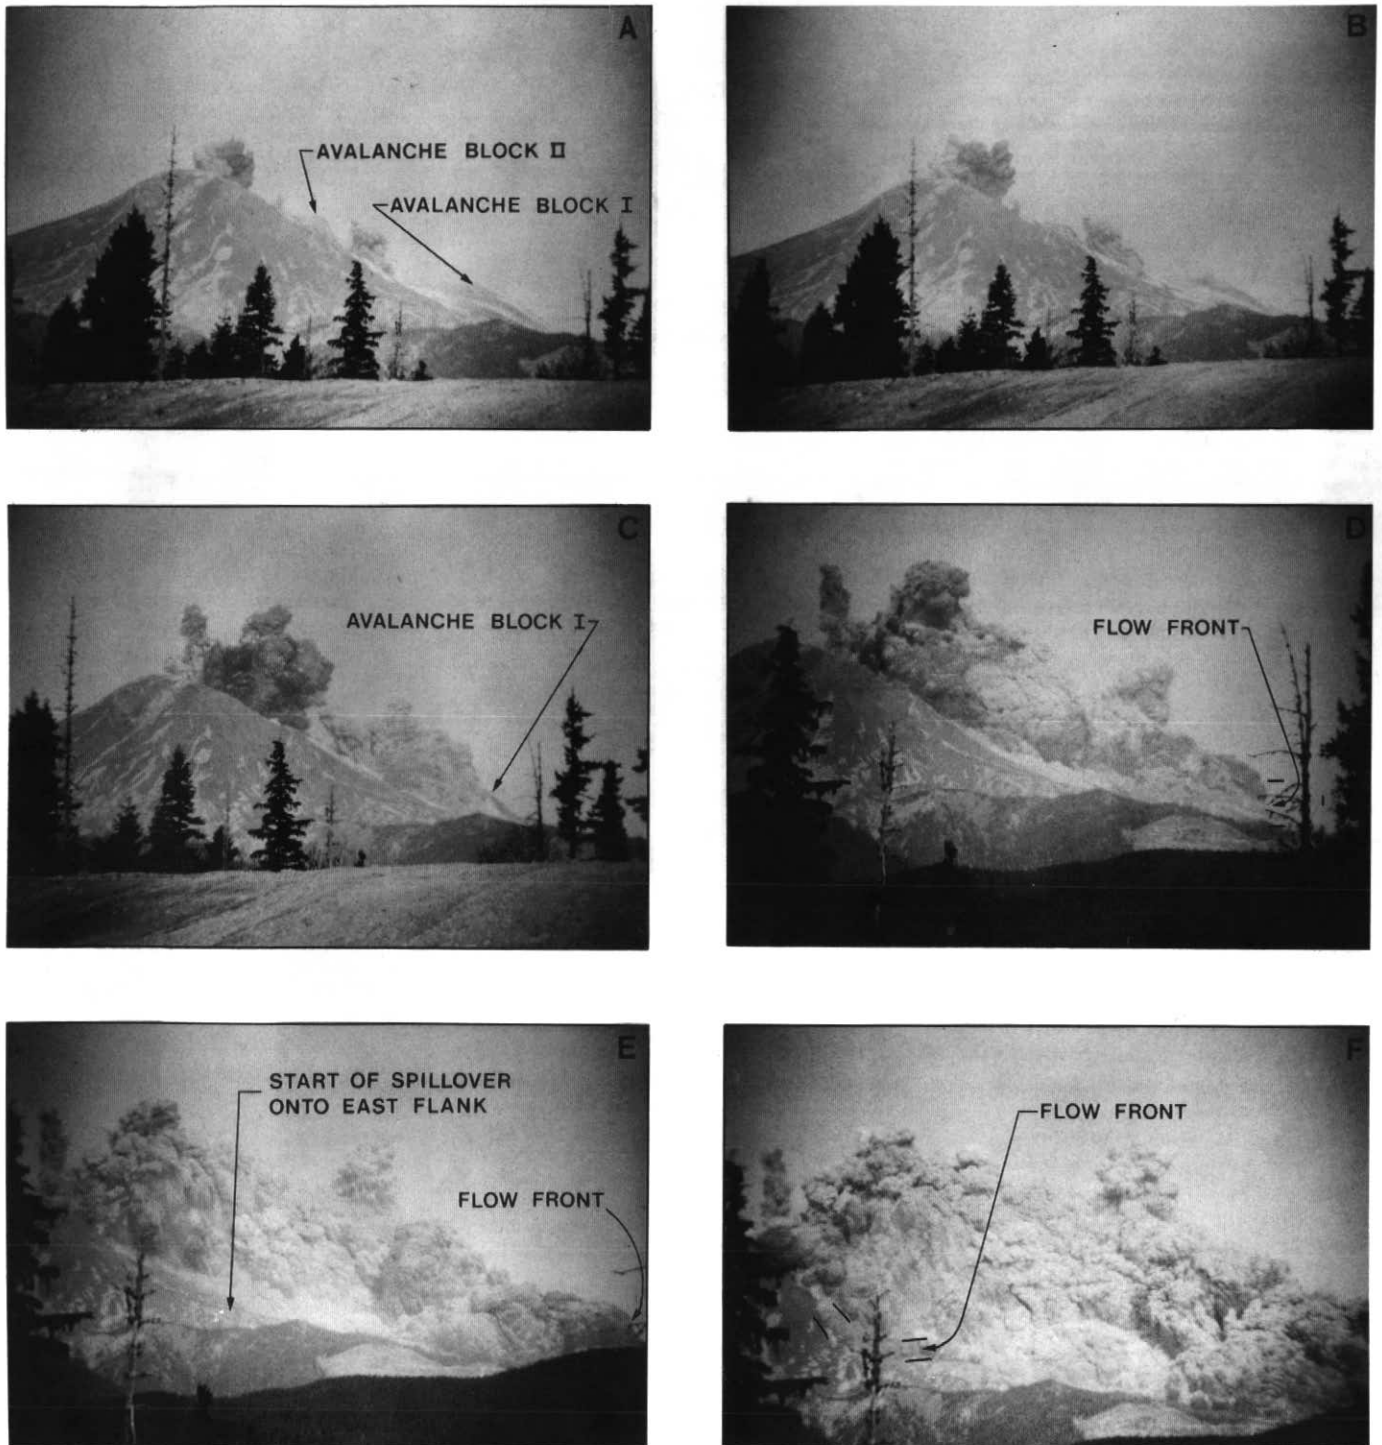 A
AVALANCHE BLOCK II
AVALANCHE BLOCK I
B
C
AVALANCHE BLOCK I
D
FLOW FRONT
E
START OF SPILLOVER
ONTO EAST FLANK
FLOW FRONT
F
FLOW FRONT